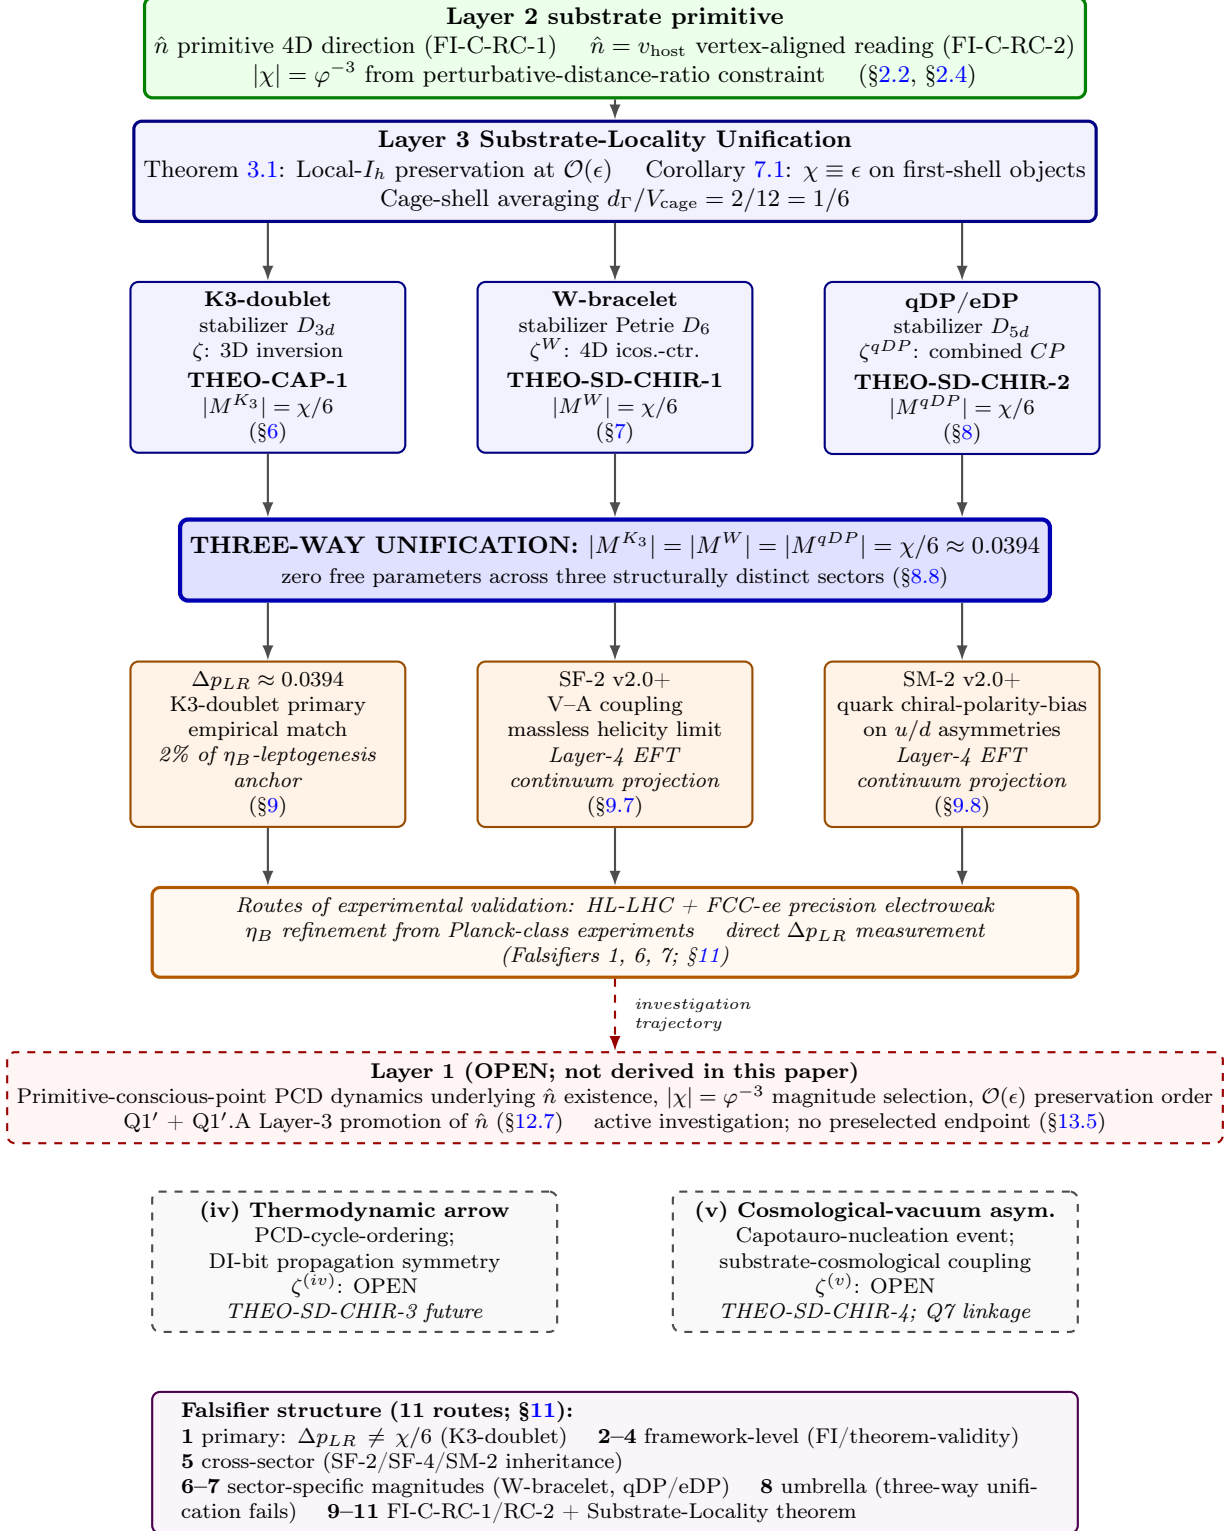 Layer 2 substrate primitive
n̂ primitive 4D direction (FI-C-RC-1) n̂ = v_host vertex-aligned reading (FI-C-RC-2)
|χ| = φ⁻³ from perturbative-distance-ratio constraint (§2.2, §2.4)
Layer 3 Substrate-Locality Unification
Theorem 3.1: Local-I_h preservation at 𝒪(ϵ) Corollary 7.1: χ ≡ ϵ on first-shell objects
Cage-shell averaging d_Γ/V_cage = 2/12 = 1/6
K3-doublet
stabilizer D_3d
ζ: 3D inversion
THEO-CAP-1
|M^{K_3}| = χ/6
(§6)
W-bracelet
stabilizer Petrie D_6
ζ^W: 4D icos.-ctr.
THEO-SD-CHIR-1
|M^W| = χ/6
(§7)
qDP/eDP
stabilizer D_5d
ζ^{qDP}: combined CP
THEO-SD-CHIR-2
|M^{qDP}| = χ/6
(§8)
THREE-WAY UNIFICATION: |M^{K_3}| = |M^W| = |M^{qDP}| = χ/6 ≈ 0.0394
zero free parameters across three structurally distinct sectors (§8.8)
Δp_LR ≈ 0.0394
K3-doublet primary
empirical match
2% of η_B-leptogenesis
anchor
(§9)
SF-2 v2.0+
V–A coupling
massless helicity limit
Layer-4 EFT
continuum projection
(§9.7)
SM-2 v2.0+
quark chiral-polarity-bias
on u/d asymmetries
Layer-4 EFT
continuum projection
(§9.8)
Routes of experimental validation: HL-LHC + FCC-ee precision electroweak
η_B refinement from Planck-class experiments direct Δp_LR measurement
(Falsifiers 1, 6, 7; §11)
investigation
trajectory
Layer 1 (OPEN; not derived in this paper)
Primitive-conscious-point PCD dynamics underlying n̂ existence, |χ| = φ⁻³ magnitude selection, 𝒪(ϵ) preservation order
Q1′ + Q1′.A Layer-3 promotion of n̂ (§12.7) active investigation; no preselected endpoint (§13.5)
(iv) Thermodynamic arrow
PCD-cycle-ordering;
DI-bit propagation symmetry
ζ^{(iv)}: OPEN
THEO-SD-CHIR-3 future
(v) Cosmological-vacuum asym.
Capotauro-nucleation event;
substrate-cosmological coupling
ζ^{(v)}: OPEN
THEO-SD-CHIR-4; Q7 linkage
Falsifier structure (11 routes; §11):
1 primary: Δp_LR ≠ χ/6 (K3-doublet) 2–4 framework-level (FI/theorem-validity)
5 cross-sector (SF-2/SF-4/SM-2 inheritance)
6–7 sector-specific magnitudes (W-bracelet, qDP/eDP) 8 umbrella (three-way unifi-
cation fails) 9–11 FI-C-RC-1/RC-2 + Substrate-Locality theorem